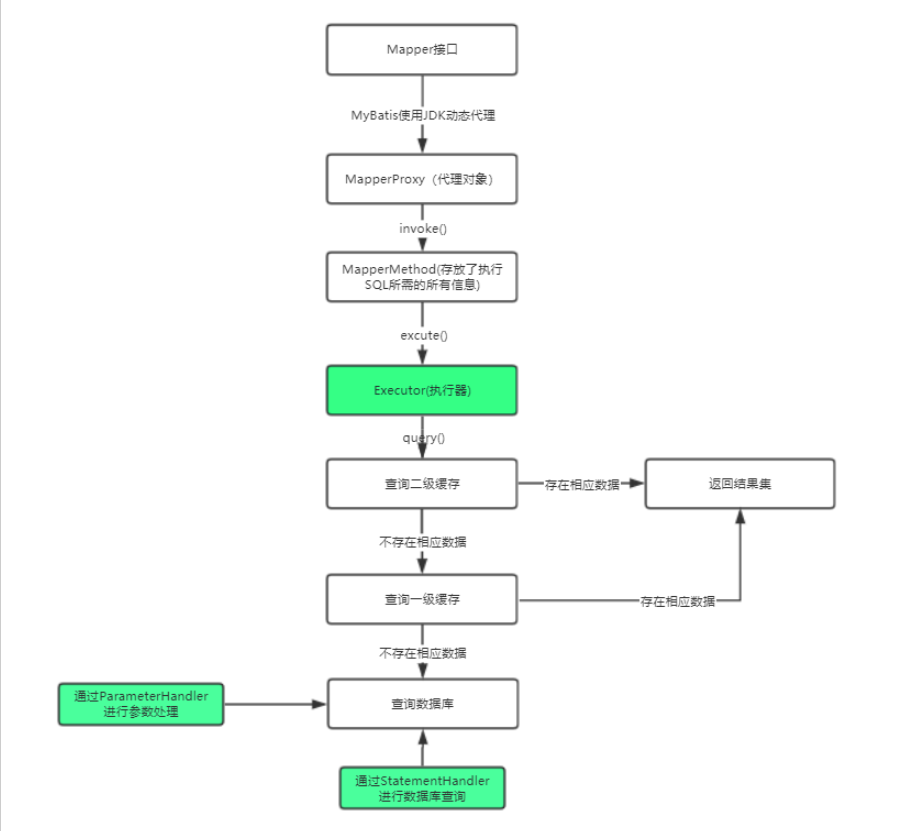 Mapper接口
MyBatis使用JDK动态代理
MapperProxy（代理对象）
invoke()
MapperMethod(存放了执行
SQL所需的所有信息)
excute()
Executor(执行器)
query()
查询二级缓存
存在相应数据
返回结果集
不存在相应数据
查询一级缓存
存在相应数据
不存在相应数据
通过ParameterHandler
进行参数处理
查询数据库
通过StatementHandler
进行数据库查询